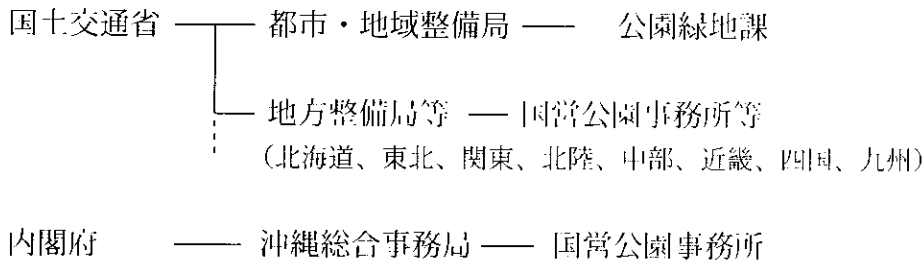 国土交通省 都市・地域整備局 公園緑地課
地方整備局等 国営公園事務所等
(北海道、東北、関東、北陸、中部、近畿、四国、九州)
内閣府 沖縄総合事務局 国営公園事務所